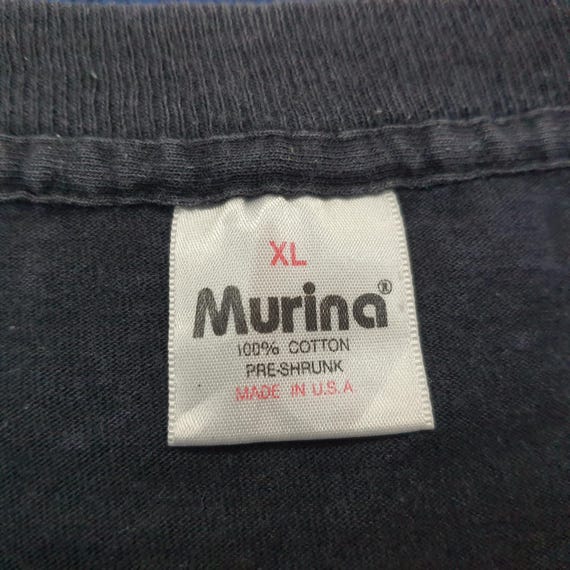 XL
Murina®
100% COTTON
PRE-SHRUNK
MADE IN U.S.A